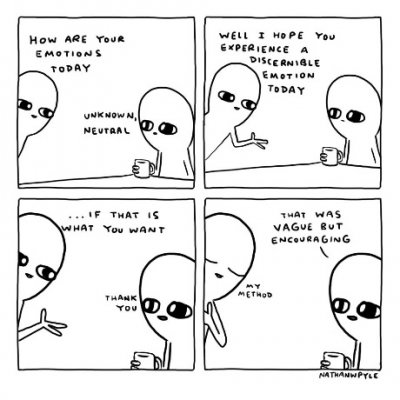 HOW ARE YOUR
EMOTIONS
TODAY
UNKNOWN,
NEUTRAL
WELL I HOPE YOU
EXPERIENCE A
DISCERNIBLE
EMOTION
TODAY
...IF THAT IS
WHAT YOU WANT
THANK
YOU
THAT WAS
VAGUE BUT
ENCOURAGING
MY
METHOD
NATHANWPYLE